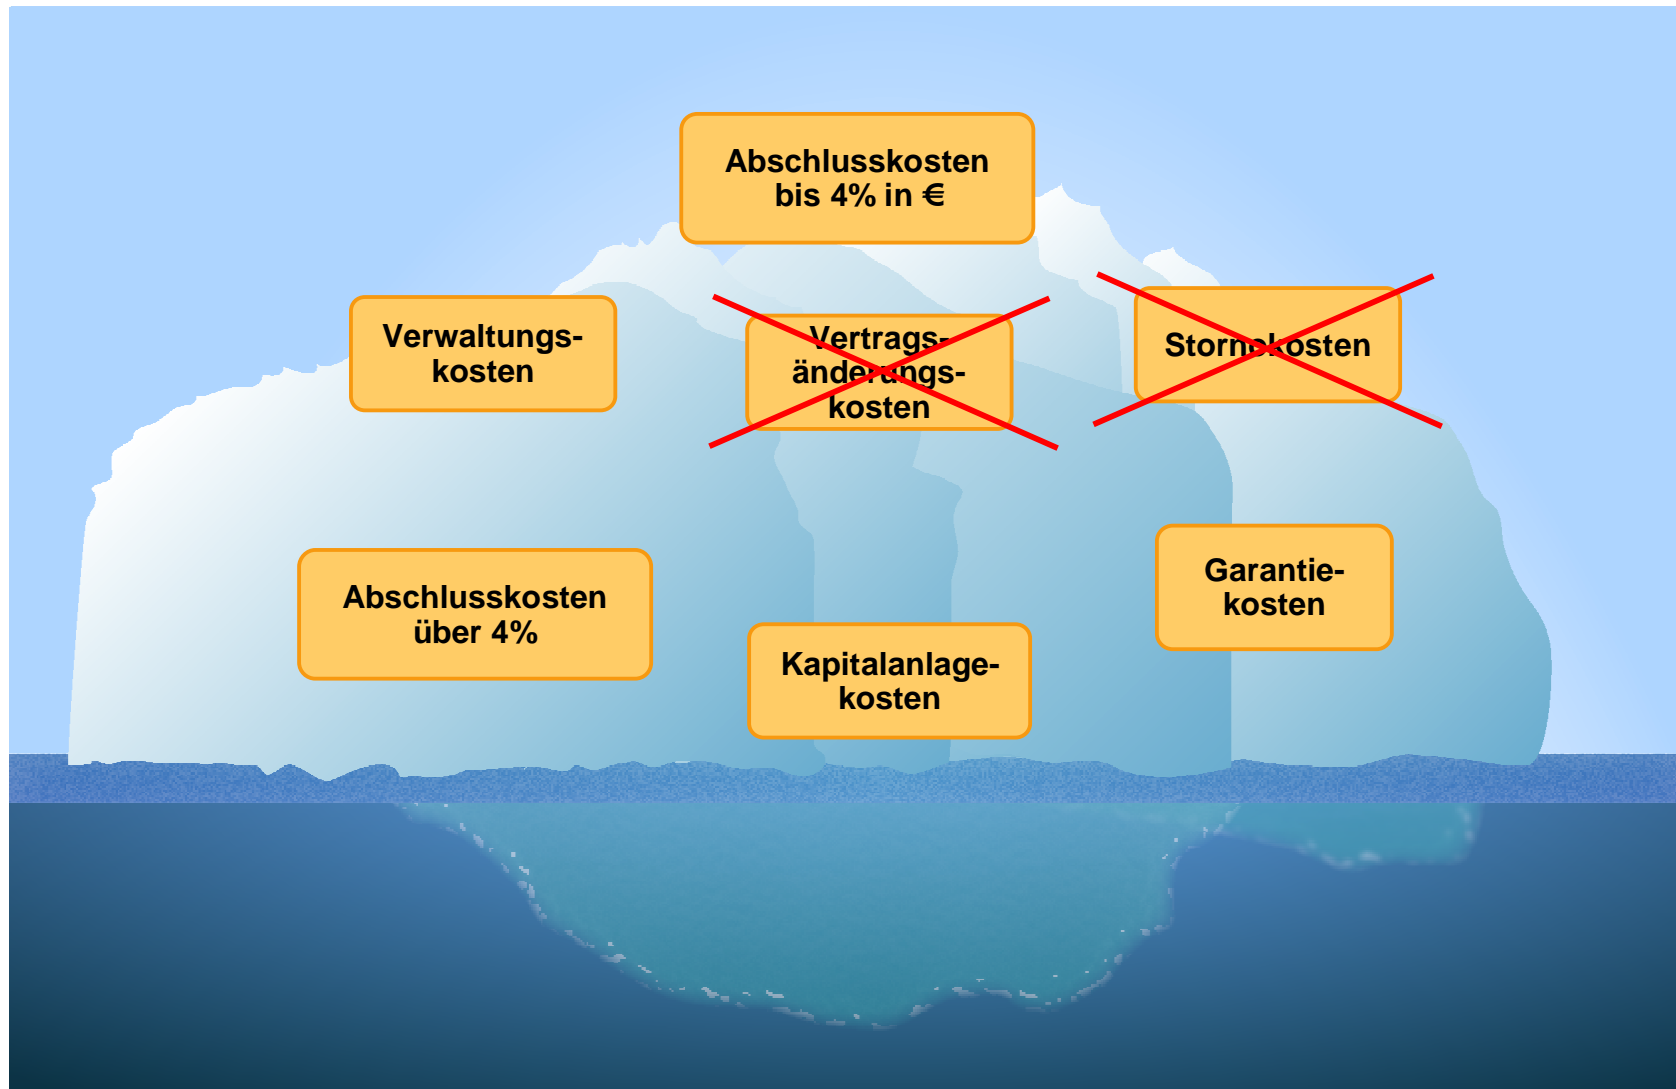 Abschlusskosten
bis 4% in €
Verwaltungs-
kosten
Vertrags-
änderungs-
kosten
Stornokosten
Abschlusskosten
über 4%
Kapitalanlage-
kosten
Garantie-
kosten